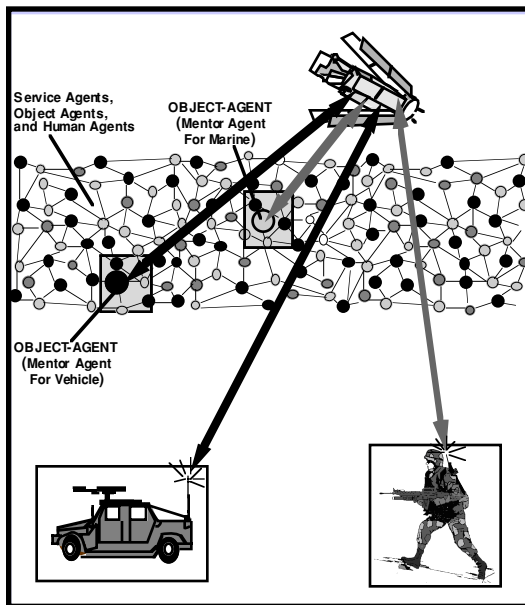 Service Agents,
Object Agents,
and Human Agents
OBJECT-AGENT
(Mentor Agent
For Marine)
OBJECT-AGENT
(Mentor Agent
For Vehicle)